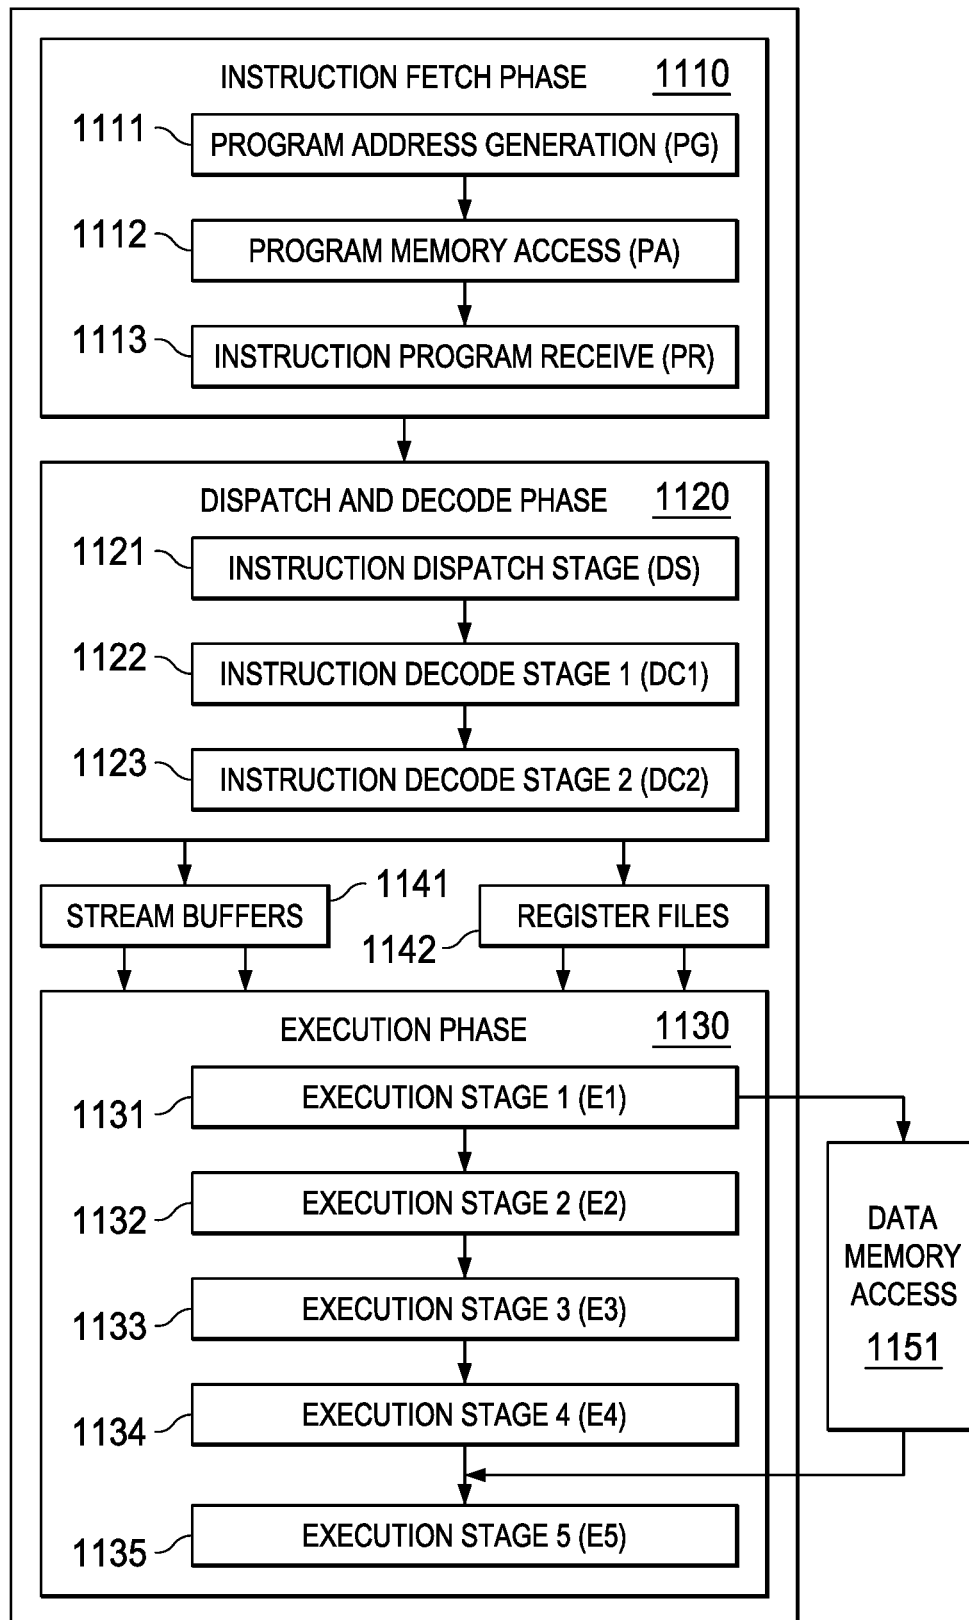 INSTRUCTION FETCH PHASE 1110
1111 PROGRAM ADDRESS GENERATION (PG)
1112 PROGRAM MEMORY ACCESS (PA)
1113 INSTRUCTION PROGRAM RECEIVE (PR)
DISPATCH AND DECODE PHASE 1120
1121 INSTRUCTION DISPATCH STAGE (DS)
1122 INSTRUCTION DECODE STAGE 1 (DC1)
1123 INSTRUCTION DECODE STAGE 2 (DC2)
STREAM BUFFERS 1141
1142 REGISTER FILES
EXECUTION PHASE 1130
1131 EXECUTION STAGE 1 (E1)
1132 EXECUTION STAGE 2 (E2)
1133 EXECUTION STAGE 3 (E3)
1134 EXECUTION STAGE 4 (E4)
1135 EXECUTION STAGE 5 (E5)
DATA
MEMORY
ACCESS
1151